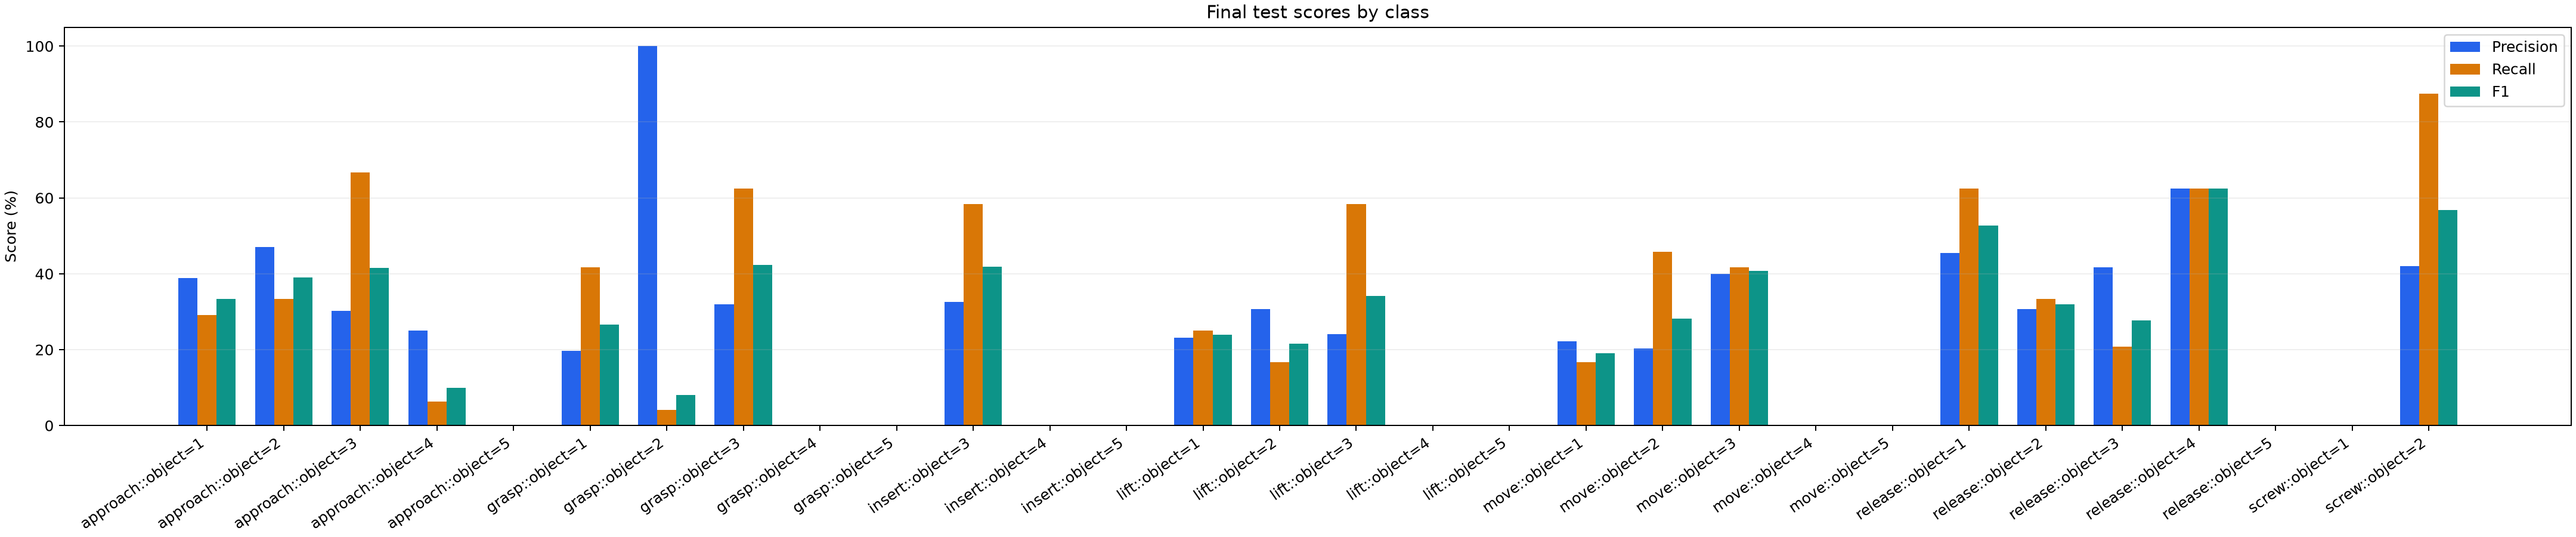 Final test scores by class
Score (%)
100
80
60
40
20
0
Precision
Recall
F1
approach::object=1
approach::object=2
approach::object=3
approach::object=4
approach::object=5
grasp::object=1
grasp::object=2
grasp::object=3
grasp::object=4
grasp::object=5
insert::object=3
insert::object=4
insert::object=5
lift::object=1
lift::object=2
lift::object=3
lift::object=4
lift::object=5
move::object=1
move::object=2
move::object=3
move::object=4
move::object=5
release::object=1
release::object=2
release::object=3
release::object=4
release::object=5
screw::object=1
screw::object=2